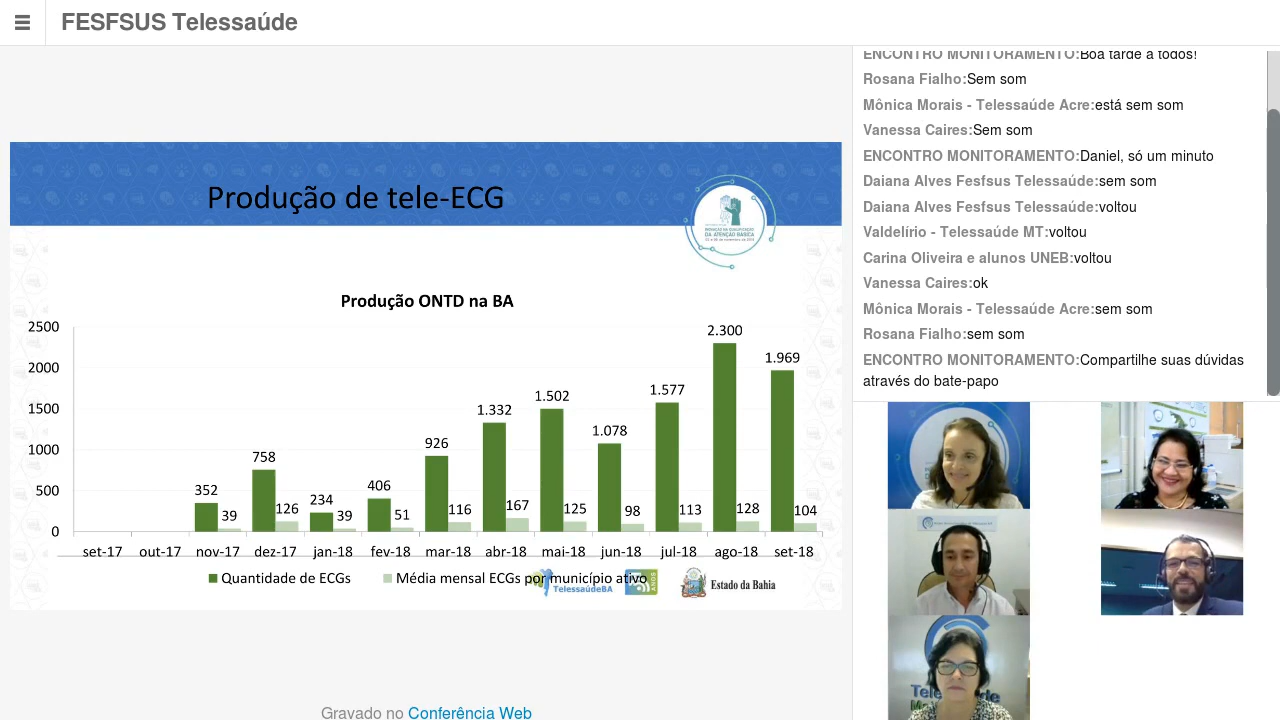 FESFSUS Telessaúde
Produção de tele-ECG
INOVAÇÃO NA QUALIFICAÇÃO
DA ATENÇÃO BÁSICA
Produção ONTD na BA
2500
2000
1500
1000
500
0
352
758
234
406
926
1.332
1.502
1.078
1.577
2.300
1.969
39
126
39
51
116
167
125
98
113
128
104
set-17 out-17 nov-17 dez-17 jan-18 fev-18 mar-18 abr-18 mai-18 jun-18 jul-18 ago-18 set-18
Quantidade de ECGs Média mensal ECGs por município ativo
TelessaúdeBA
ANOS
Estado da Bahia
Gravado no Conferência Web
ENCONTRO MONITORAMENTO:Boa tarde a todos!
Rosana Fialho:Sem som
Mônica Morais - Telessaúde Acre:está sem som
Vanessa Caires:Sem som
ENCONTRO MONITORAMENTO:Daniel, só um minuto
Daiana Alves Fesfsus Telessaúde:sem som
Daiana Alves Fesfsus Telessaúde:voltou
Valdelírio - Telessaúde MT:voltou
Carina Oliveira e alunos UNEB:voltou
Vanessa Caires:ok
Mônica Morais - Telessaúde Acre:sem som
Rosana Fialho:sem som
ENCONTRO MONITORAMENTO:Compartilhe suas dúvidas
através do bate-papo